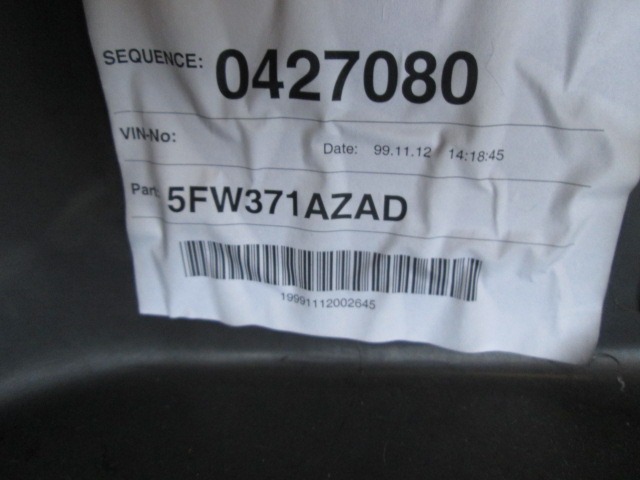 SEQUENCE: 0427080
VIN-No:
Date: 99.11.12 14:18:45
Part: 5FW371AZAD
19991112002645